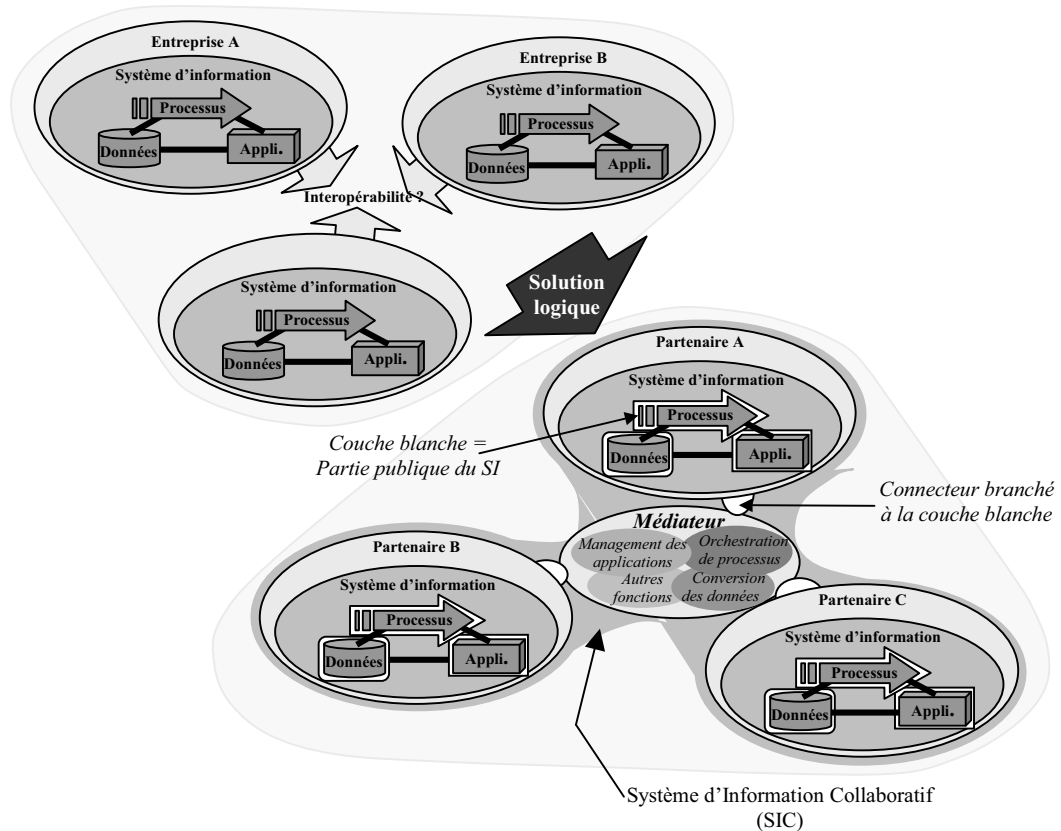 Entreprise A
Système d'information
Processus
Données
Appli.
Entreprise B
Système d'information
Processus
Données
Appli.
Interopérabilité ?
Système d'information
Processus
Données
Appli.
Solution
logique
Partenaire A
Système d'information
Processus
Données
Appli.
Couche blanche =
Partie publique du SI
Connecteur branché
à la couche blanche
Médiateur
Management des
applications
Orchestration
de processus
Autres
fonctions
Conversion
des données
Partenaire B
Système d'information
Processus
Données
Appli.
Partenaire C
Système d'information
Processus
Données
Appli.
Système d'Information Collaboratif
(SIC)